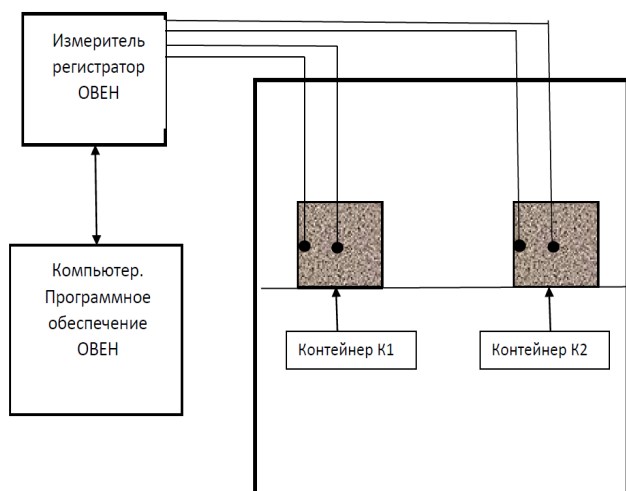 Измеритель
регистратор
ОВЕН
Компьютер.
Программное
обеспечение
ОВЕН
Контейнер К1
Контейнер К2